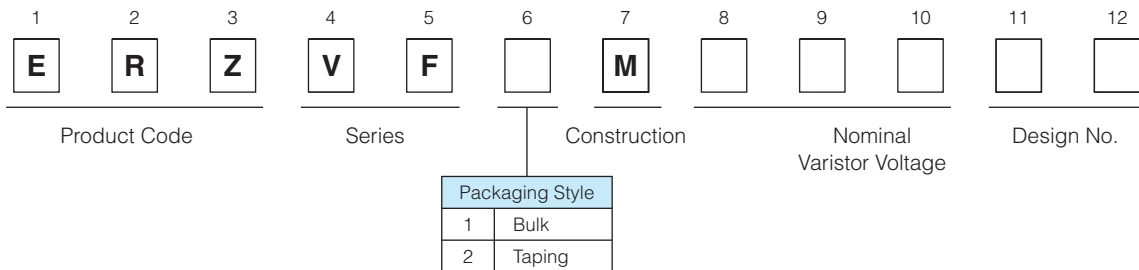 1 2 3 4 5 6 7 8 9 10 11 12
E R Z V F M
Product Code Series Construction Nominal Varistor Voltage Design No.
Packaging Style
1 Bulk
2 Taping